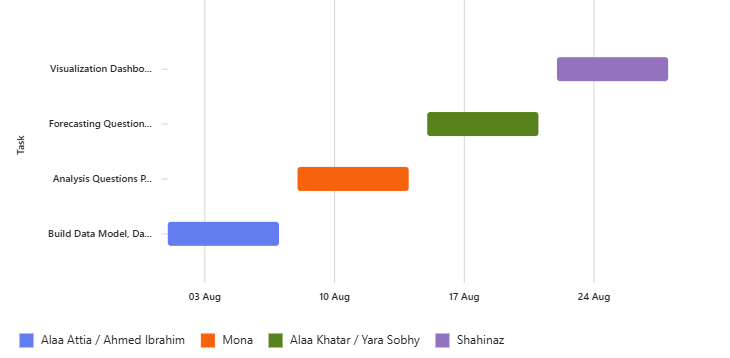 Visualization Dashbo...
Forecasting Question...
Analysis Questions P...
Build Data Model, Da...
Task
03 Aug
10 Aug
17 Aug
24 Aug
Alaa Attia / Ahmed Ibrahim
Mona
Alaa Khatar / Yara Sobhy
Shahinaz